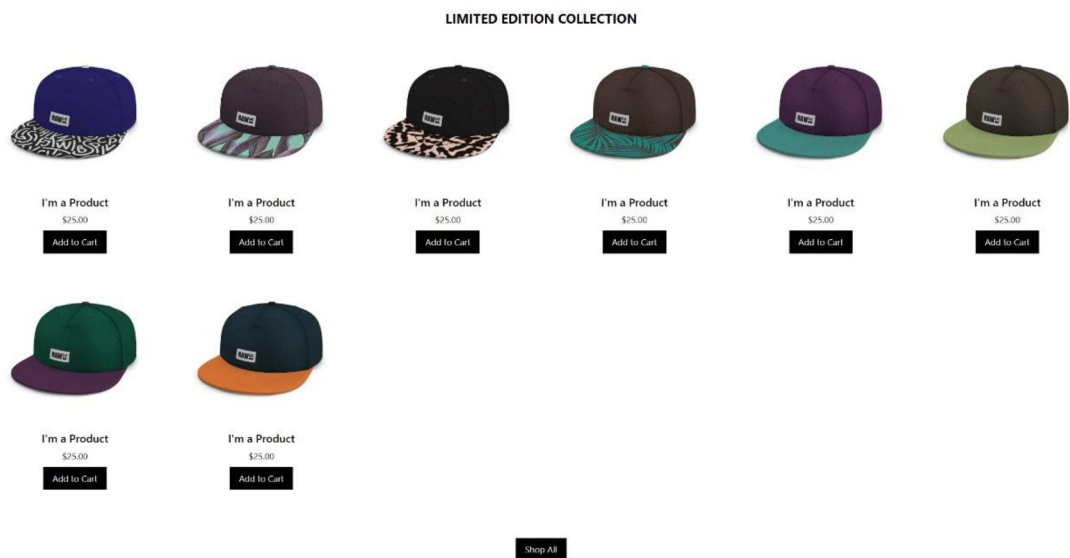 LIMITED EDITION COLLECTION
I'm a Product
$25.00
Add to Cart
I'm a Product
$25.00
Add to Cart
I'm a Product
$25.00
Add to Cart
I'm a Product
$25.00
Add to Cart
I'm a Product
$25.00
Add to Cart
I'm a Product
$25.00
Add to Cart
I'm a Product
$25.00
Add to Cart
I'm a Product
$25.00
Add to Cart
Shop All